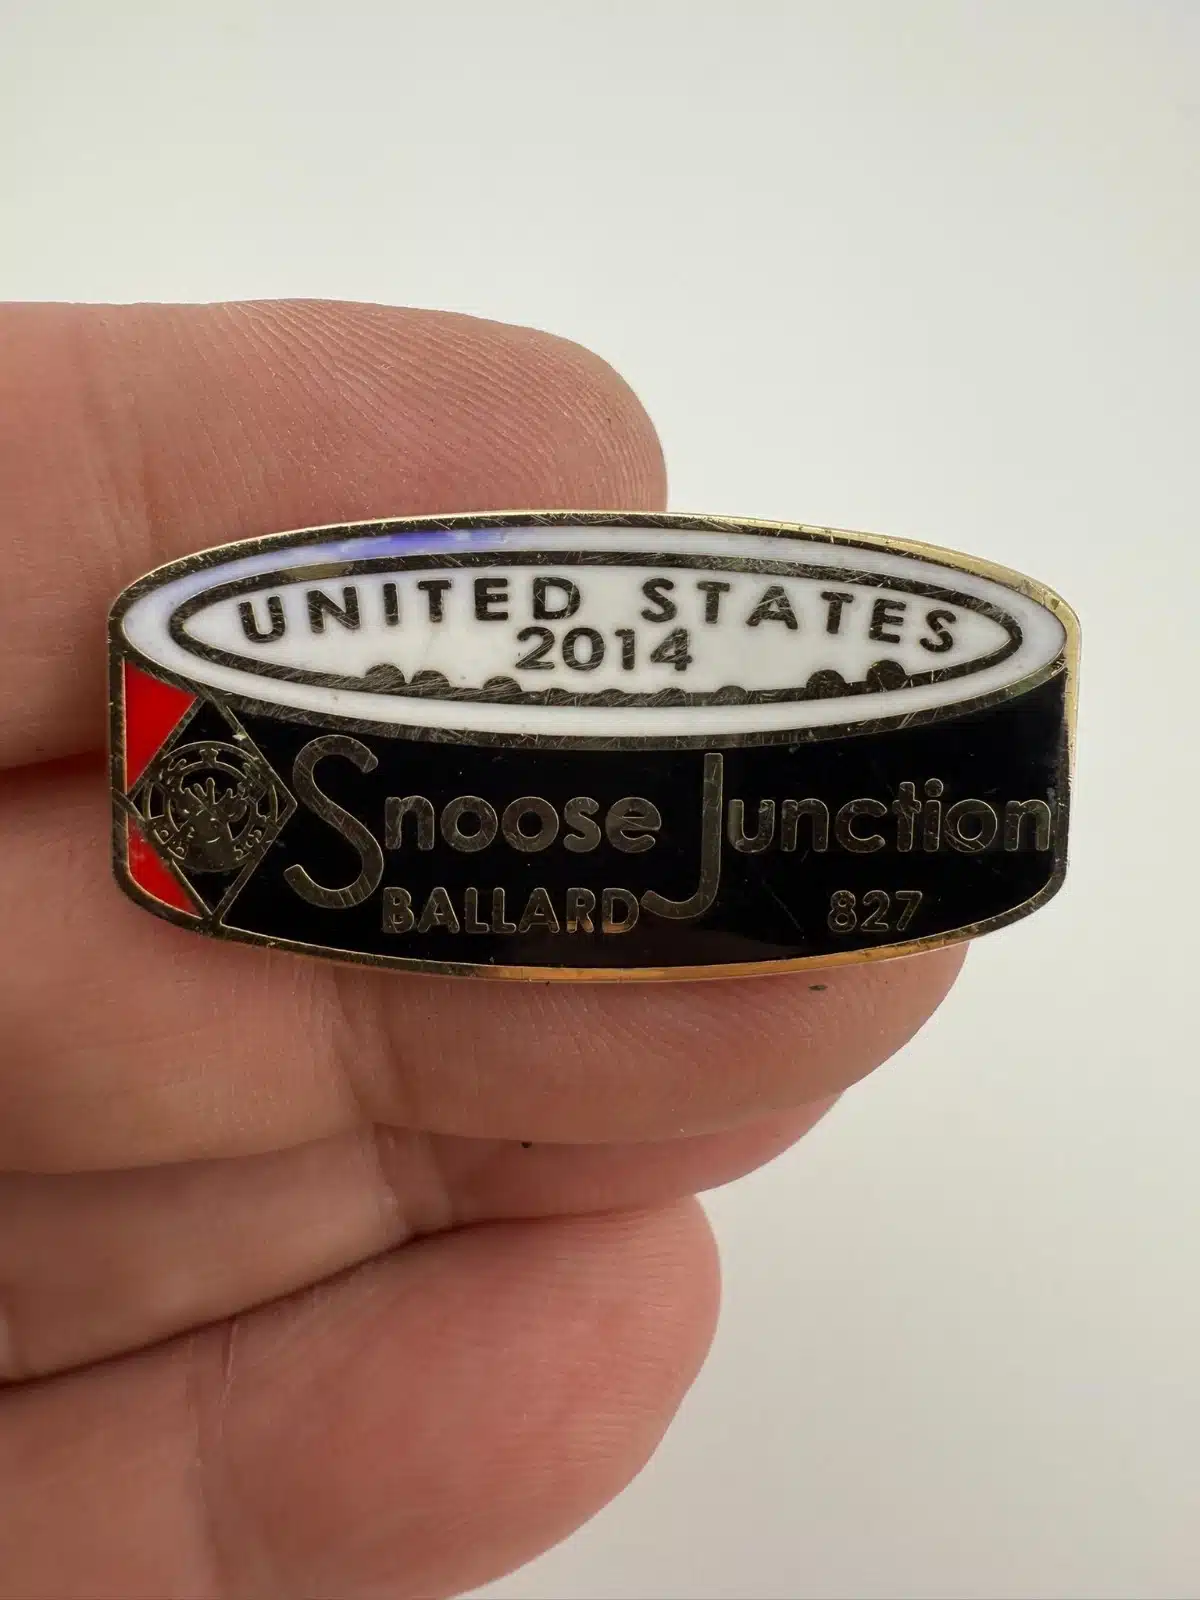 UNITED STATES
2014
Snoose Junction
BALLARD 827